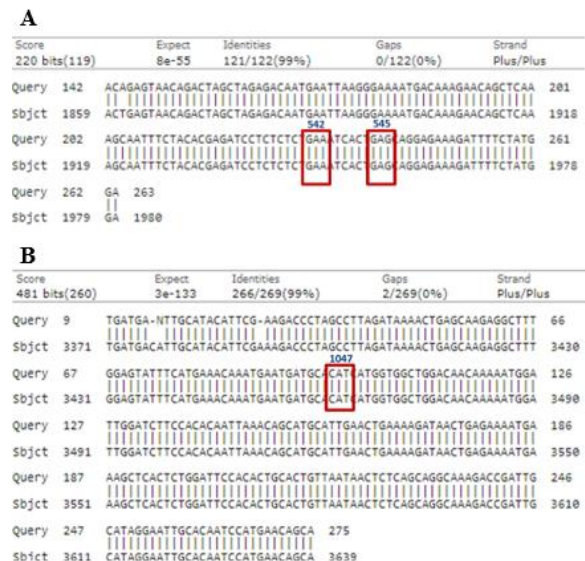 A
Score Expect Identities Gaps Strand
220 bits(119) 8e-55 121/122(99%) 0/122(0%) Plus/Plus
Query 142 ACAGAGTAACAGACTAGCTAGAGACAATGAATTAAGGGAAAATGACAAAGAACAGCTCAA 201
Sbjct 1859 ACTGAGTAACAGACTAGCTAGAGACAATGAATTAAGGGAAAATGACAAAGAACAGCTCAA 1918
542 545
Query 202 AGCAATTTCTACACGAGATCCTCTCTCTGAAATCACTGAGCAGGAGAAAGATTTTCTATG 261
Sbjct 1919 AGCAATTTCTACACGAGATCCTCTCTCTGAAATCACTGAGCAGGAGAAAGATTTTCTATG 1978
Query 262 GA 263
Sbjct 1979 GA 1980
B
Score Expect Identities Gaps Strand
481 bits(260) 3e-133 266/269(99%) 2/269(0%) Plus/Plus
Query 9 TGATGA-NTTGCATACATTCG-AAGACCCTAGCCTTAGATAAAACTGAGCAAGAGGCTTT 66
Sbjct 3371 TGATGACATTGCATACATTCGAAAGACCCTAGCCTTAGATAAAACTGAGCAAGAGGCTTT 3430
1047
Query 67 GGAGTATTTCATGAAACAAATGAATGATGCACATCATGGTGGCTGGACAACAAAAATGGA 126
Sbjct 3431 GGAGTATTTCATGAAACAAATGAATGATGCACATCATGGTGGCTGGACAACAAAAATGGA 3490
Query 127 TTGGATCTTCCACACAATTAAACAGCATGCATTGAACTGAAAAGATAACTGAGAAAATGA 186
Sbjct 3491 TTGGATCTTCCACACAATTAAACAGCATGCATTGAACTGAAAAGATAACTGAGAAAATGA 3550
Query 187 AAGCTCACTCTGGATTCCACACTGCACTGTTAATAACTCTCAGCAGGCAAAGACCGATTG 246
Sbjct 3551 AAGCTCACTCTGGATTCCACACTGCACTGTTAATAACTCTCAGCAGGCAAAGACCGATTG 3610
Query 247 CATAGGAATTGCACAATCCATGAACAGCA 275
Sbjct 3611 CATAGGAATTGCACAATCCATGAACAGCA 3639